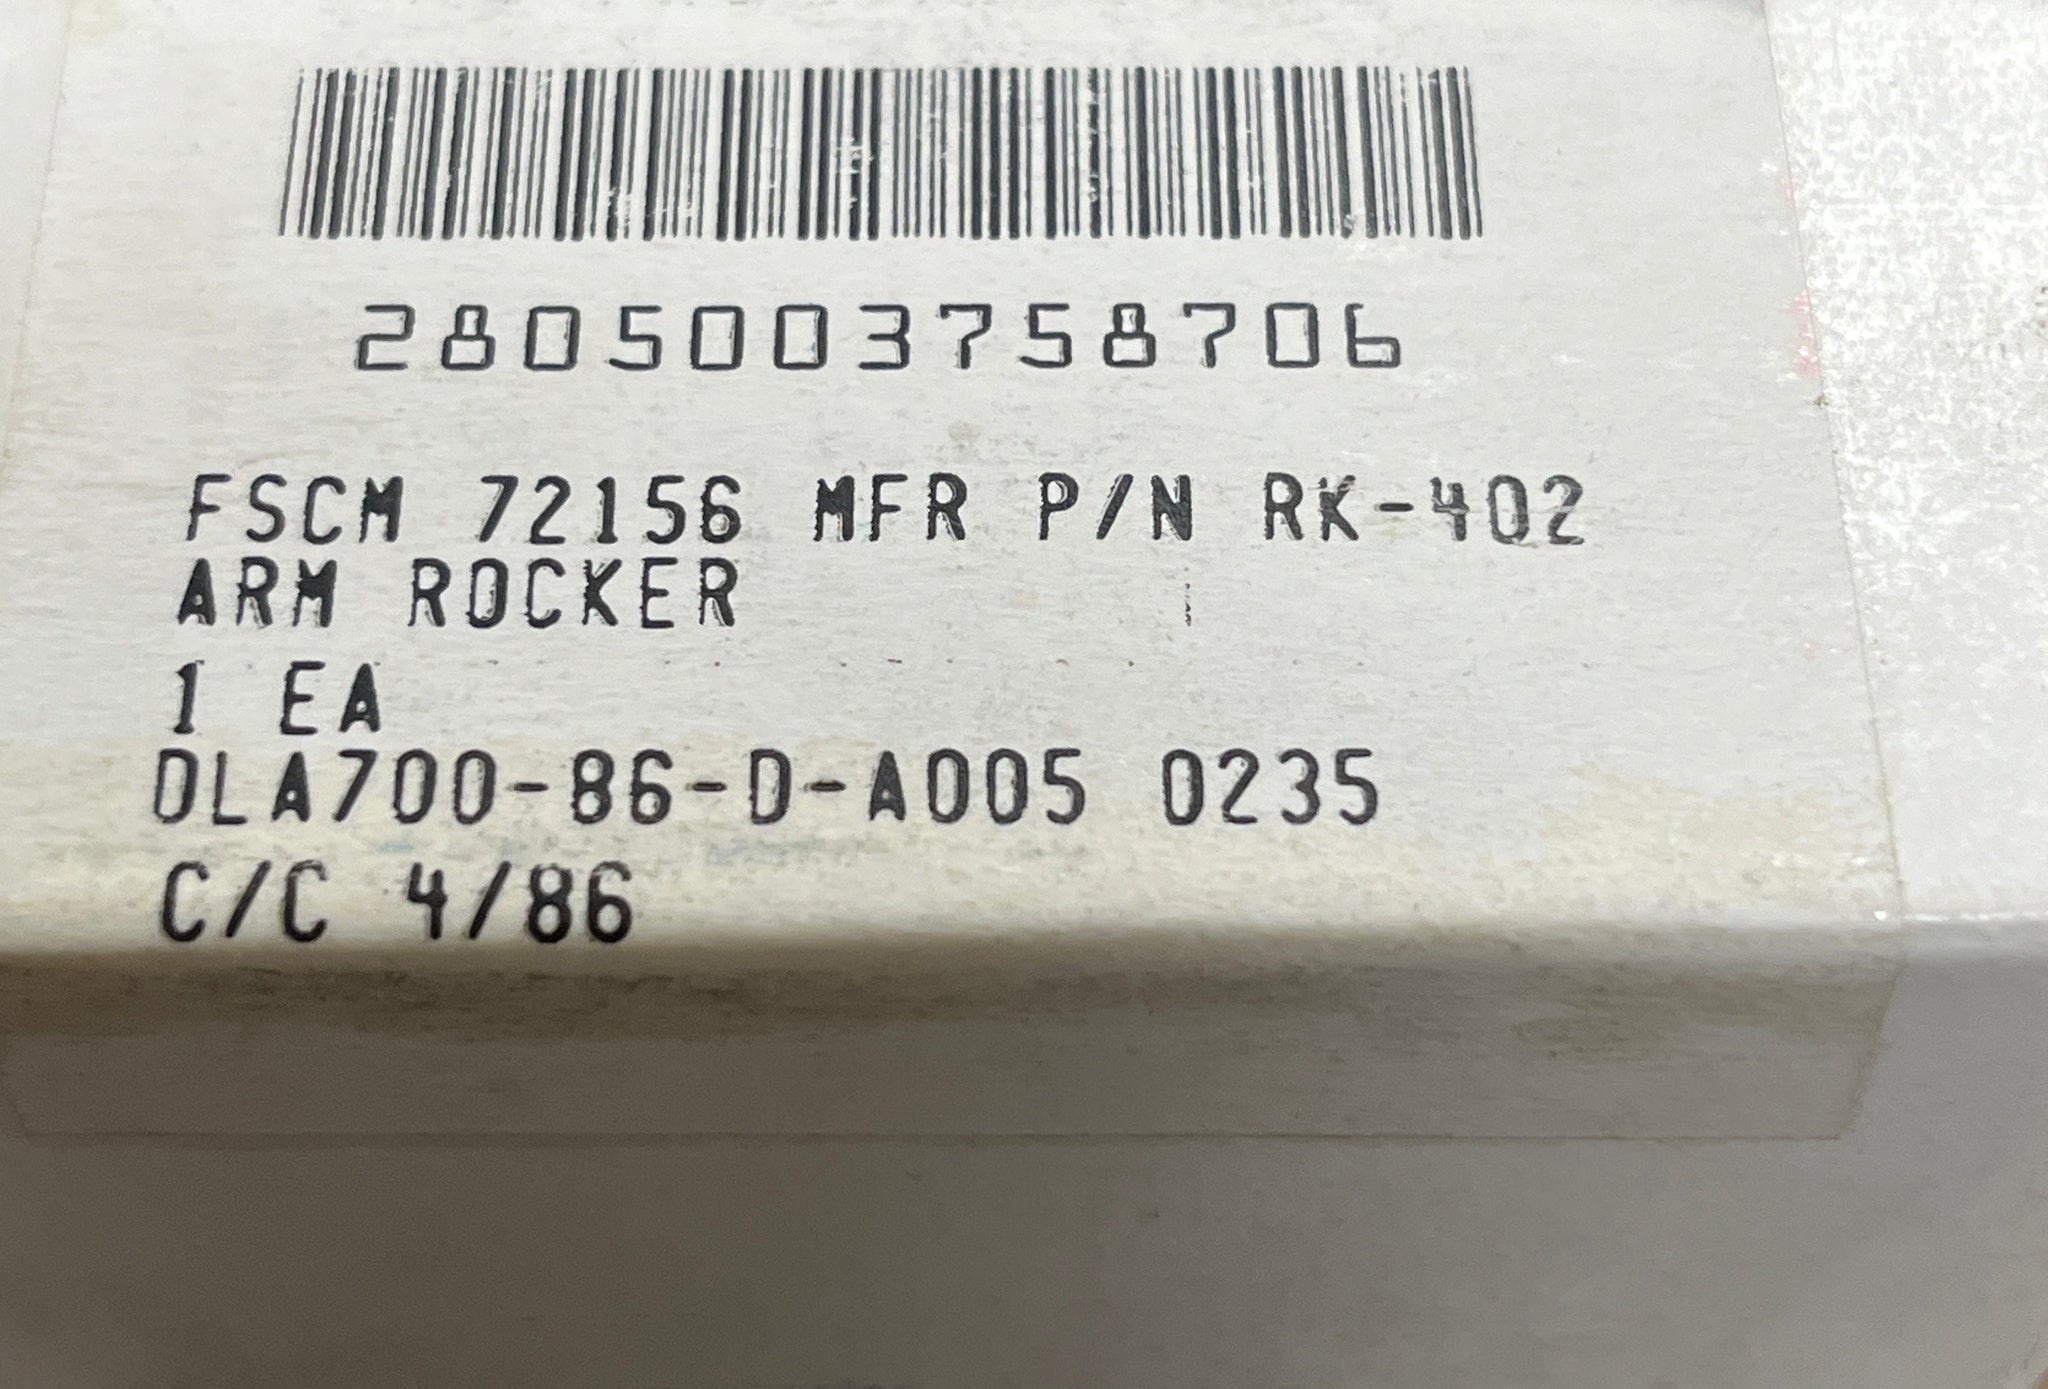 2805003758706
FSCM 72156 MFR P/N RK-402
ARM ROCKER
1 EA
DLA700-86-D-A005 0235
C/C 4/86